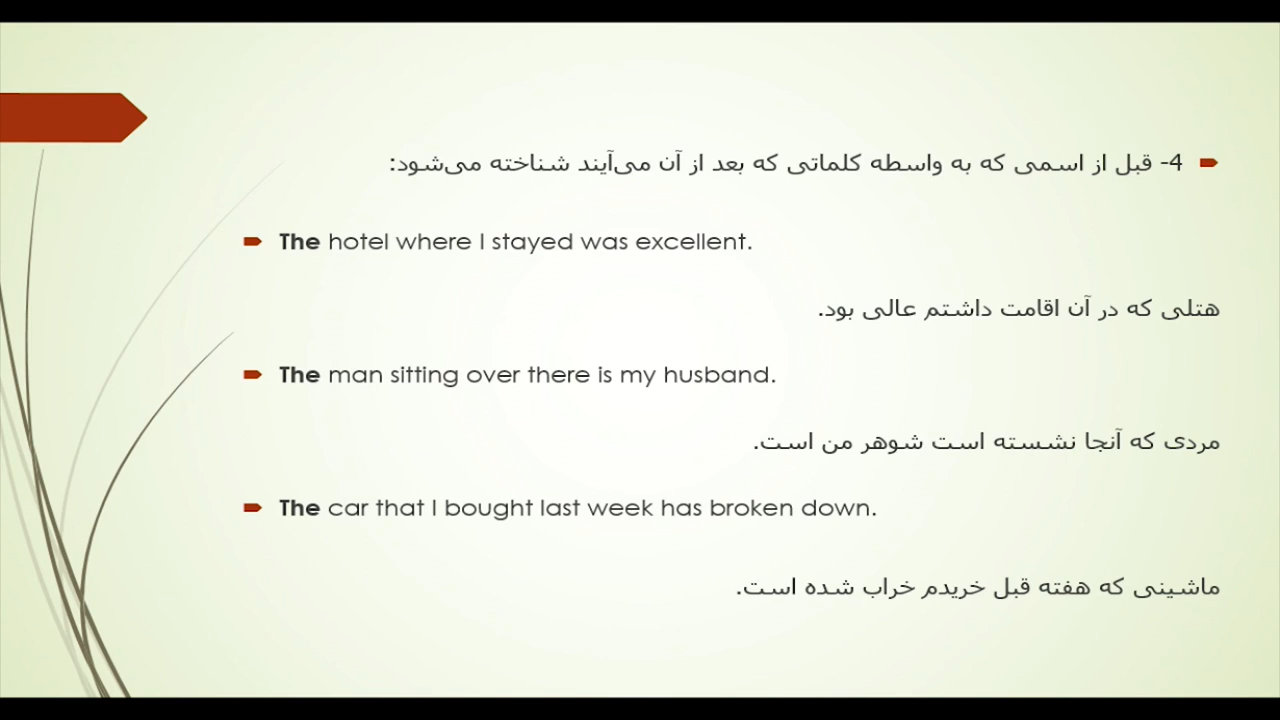 4- قبل از اسمی که به واسطه کلماتی که بعد از آن می‌آیند شناخته می‌شود:
The hotel where I stayed was excellent.
هتلی که در آن اقامت داشتم عالی بود.
The man sitting over there is my husband.
مردی که آنجا نشسته است شوهر من است.
The car that I bought last week has broken down.
ماشینی که هفته قبل خریدم خراب شده است.